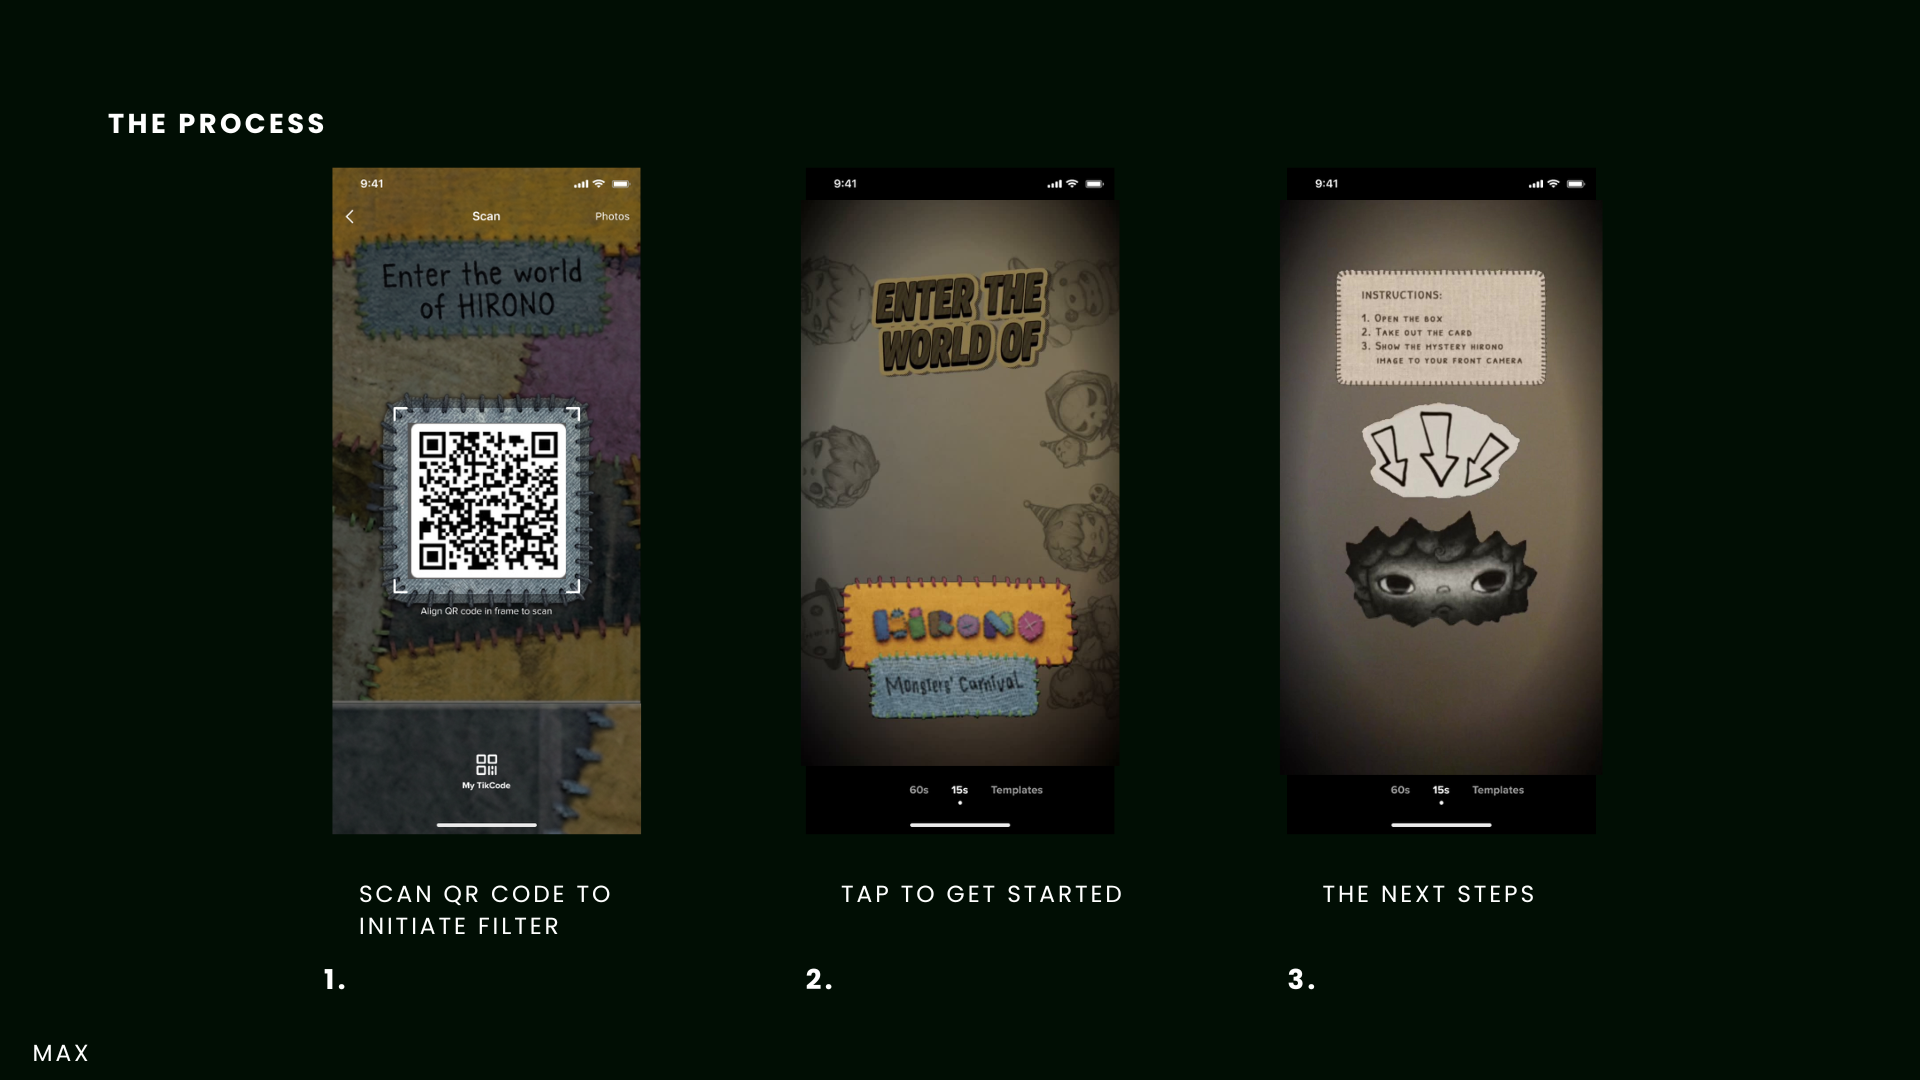 THE PROCESS
9:41
Scan
Photos
Enter the world
of HIRONO
Align QR code in frame to scan
My TikCode
SCAN QR CODE TO
INITIATE FILTER
1.
9:41
ENTER THE
WORLD OF
HIRONO
Monsters' Carnival
60s 15s Templates
TAP TO GET STARTED
2.
9:41
INSTRUCTIONS:
1. OPEN THE BOX
2. TAKE OUT THE CARD
3. SHOW THE MYSTERY HIRONO
IMAGE TO YOUR FRONT CAMERA
60s 15s Templates
THE NEXT STEPS
3.
MAX